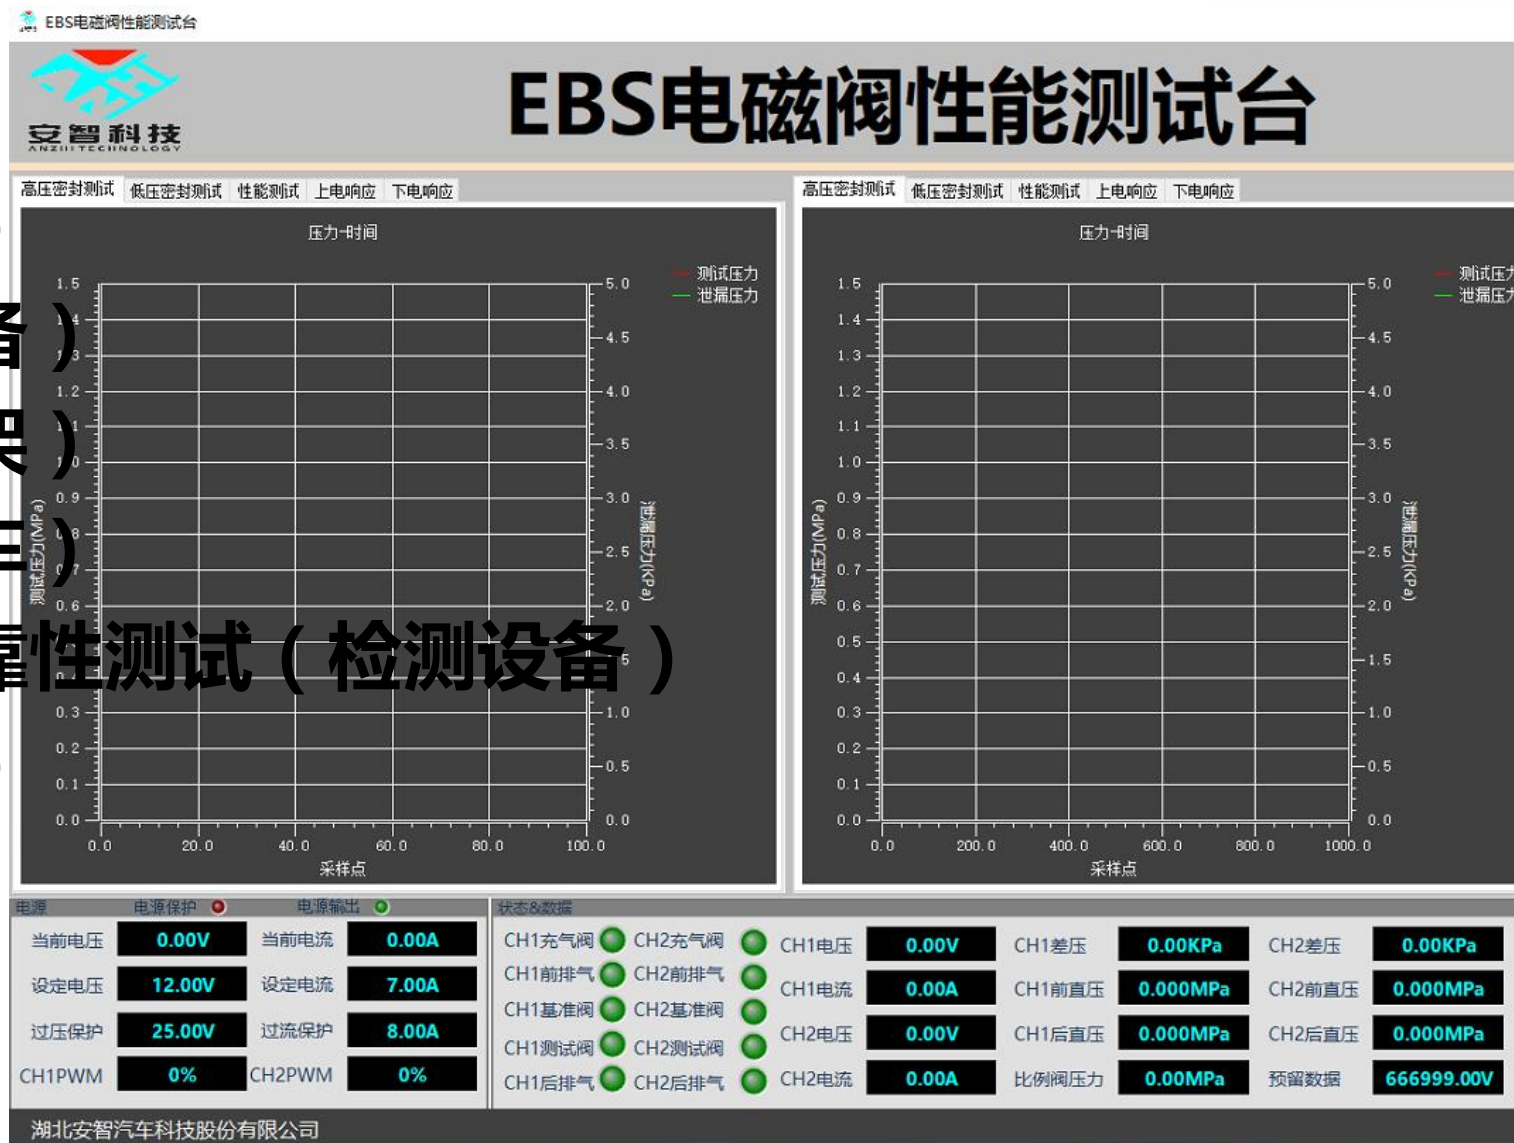 EBS电磁阀性能测试台
安智科技
ANZHI TECHNOLOGY
EBS电磁阀性能测试台
高压密封测试 低压密封测试 性能测试 上电响应 下电响应
压力-时间
测试压力
泄漏压力
1.5
1.2
0.9
0.6
0.3
0.2
0.1
0.0
测试压力(MPa)
5.0
4.5
4.0
3.5
3.0
2.5
2.0
1.0
0.5
0.0
泄漏压力(KPa)
0.0 20.0 40.0 60.0 80.0 100.0
采样点
备）
）
）
靠性测试（检测设备）
高压密封测试 低压密封测试 性能测试 上电响应 下电响应
压力-时间
测试压力
泄漏压力
1.5
1.4
1.3
1.2
1.1
1.0
0.9
0.8
0.7
0.6
0.5
0.4
0.3
0.2
0.1
0.0
测试压力(MPa)
5.0
4.5
4.0
3.5
3.0
2.5
2.0
1.5
1.0
0.5
0.0
泄漏压力(KPa)
0.0 200.0 400.0 600.0 800.0 1000.0
采样点
电源 电源保护 电源输出
当前电压 0.00V 当前电流 0.00A
设定电压 12.00V 设定电流 7.00A
过压保护 25.00V 过流保护 8.00A
CH1PWM 0% CH2PWM 0%
状态&数据
CH1充气阀 CH2充气阀 CH1电压 0.00V CH1差压 0.00KPa CH2差压 0.00KPa
CH1前排气 CH2前排气 CH1电流 0.00A CH1前直压 0.000MPa CH2前直压 0.000MPa
CH1基准阀 CH2基准阀 CH2电压 0.00V CH1后直压 0.000MPa CH2后直压 0.000MPa
CH1测试阀 CH2测试阀 CH2电流 0.00A 比例阀压力 0.00MPa 预留数据 666999.00V
CH1后排气 CH2后排气
湖北安智汽车科技股份有限公司